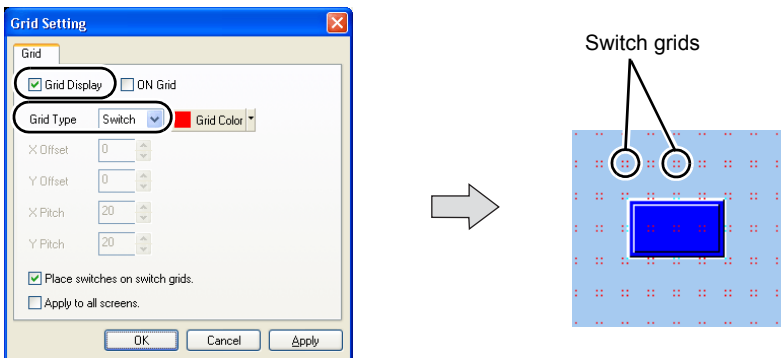 Grid Setting
Grid
Grid Display ON Grid
Grid Type Switch Grid Color
X Offset 0
Y Offset 0
X Pitch 20
Y Pitch 20
Place switches on switch grids.
Apply to all screens.
OK Cancel Apply
Switch grids